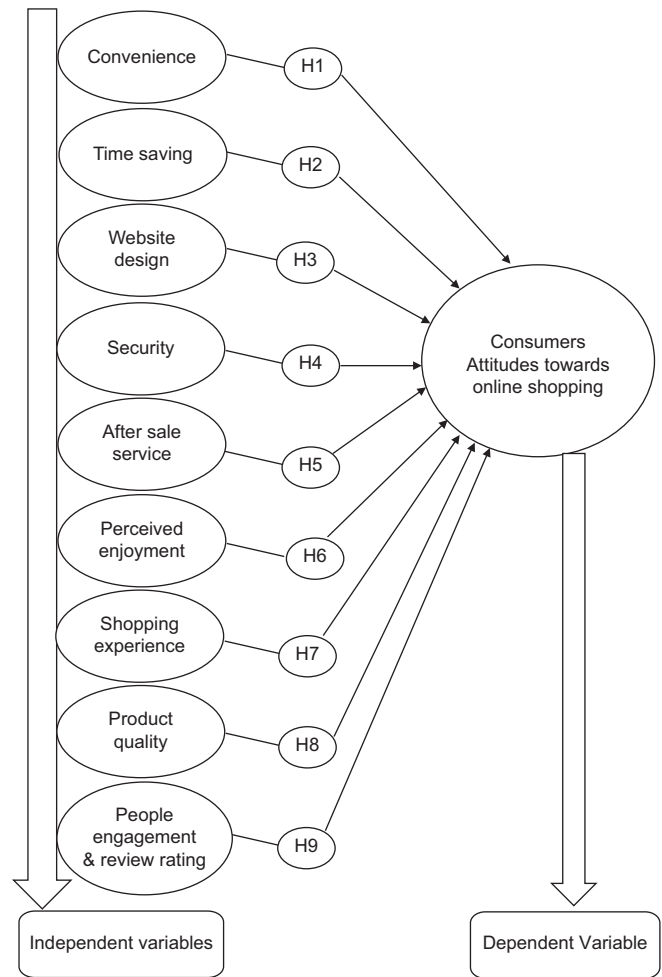 Convenience
H1
Time saving
H2
Website
design
H3
Security
H4
Consumers
Attitudes towards
online shopping
After sale
service
H5
Perceived
enjoyment
H6
Shopping
experience
H7
Product
quality
H8
People
engagement
& review rating
H9
Independent variables
Dependent Variable